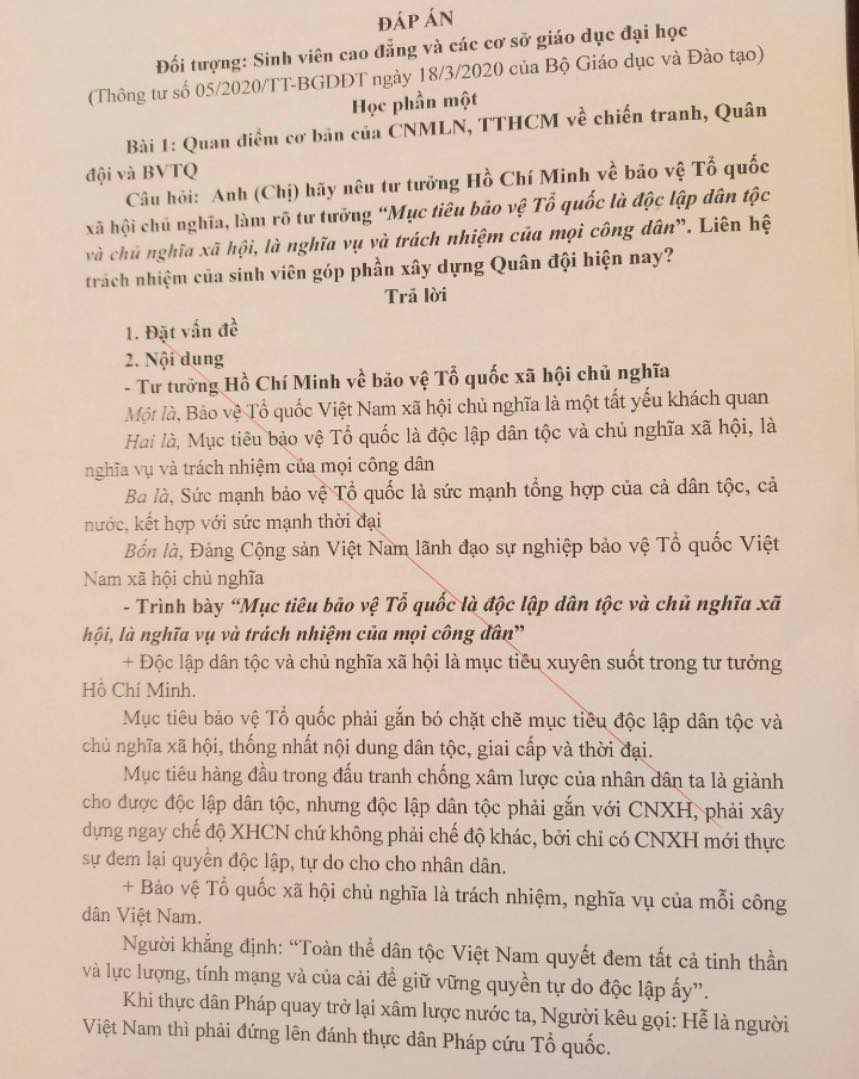 ĐÁP ÁN
Đối tượng: Sinh viên cao đẳng và các cơ sở giáo dục đại học
(Thông tư số 05/2020/TT-BGDĐT ngày 18/3/2020 của Bộ Giáo dục và Đào tạo)
Học phần một
Bài 1: Quan điểm cơ bản của CNMLN, TTHCM về chiến tranh, Quân
đội và BVTQ
Câu hỏi: Anh (Chị) hãy nêu tư tưởng Hồ Chí Minh về bảo vệ Tổ quốc
xã hội chủ nghĩa, làm rõ tư tưởng “Mục tiêu bảo vệ Tổ quốc là độc lập dân tộc
và chủ nghĩa xã hội, là nghĩa vụ và trách nhiệm của mọi công dân”. Liên hệ
trách nhiệm của sinh viên góp phần xây dựng Quân đội hiện nay?
Trả lời
1. Đặt vấn đề
2. Nội dung
- Tư tưởng Hồ Chí Minh về bảo vệ Tổ quốc xã hội chủ nghĩa
Một là, Bảo vệ Tổ quốc Việt Nam xã hội chủ nghĩa là một tất yếu khách quan
Hai là, Mục tiêu bảo vệ Tổ quốc là độc lập dân tộc và chủ nghĩa xã hội, là
nghĩa vụ và trách nhiệm của mọi công dân
Ba là, Sức mạnh bảo vệ Tổ quốc là sức mạnh tổng hợp của cả dân tộc, cả
nước, kết hợp với sức mạnh thời đại
Bốn là, Đảng Cộng sản Việt Nam lãnh đạo sự nghiệp bảo vệ Tổ quốc Việt
Nam xã hội chủ nghĩa
- Trình bày “Mục tiêu bảo vệ Tổ quốc là độc lập dân tộc và chủ nghĩa xã
hội, là nghĩa vụ và trách nhiệm của mọi công dân”
+ Độc lập dân tộc và chủ nghĩa xã hội là mục tiêu xuyên suốt trong tư tưởng
Hồ Chí Minh.
Mục tiêu bảo vệ Tổ quốc phải gắn bó chặt chẽ mục tiêu độc lập dân tộc và
chủ nghĩa xã hội, thống nhất nội dung dân tộc, giai cấp và thời đại.
Mục tiêu hàng đầu trong đấu tranh chống xâm lược của nhân dân ta là giành
cho được độc lập dân tộc, nhưng độc lập dân tộc phải gắn với CNXH, phải xây
dựng ngay chế độ XHCN chứ không phải chế độ khác, bởi chỉ có CNXH mới thực
sự đem lại quyền độc lập, tự do cho cho nhân dân.
+ Bảo vệ Tổ quốc xã hội chủ nghĩa là trách nhiệm, nghĩa vụ của mỗi công
dân Việt Nam.
Người khẳng định: “Toàn thể dân tộc Việt Nam quyết đem tất cả tinh thần
và lực lượng, tính mạng và của cải để giữ vững quyền tự do độc lập ấy”.
Khi thực dân Pháp quay trở lại xâm lược nước ta, Người kêu gọi: Hễ là người
Việt Nam thì phải đứng lên đánh thực dân Pháp cứu Tổ quốc.